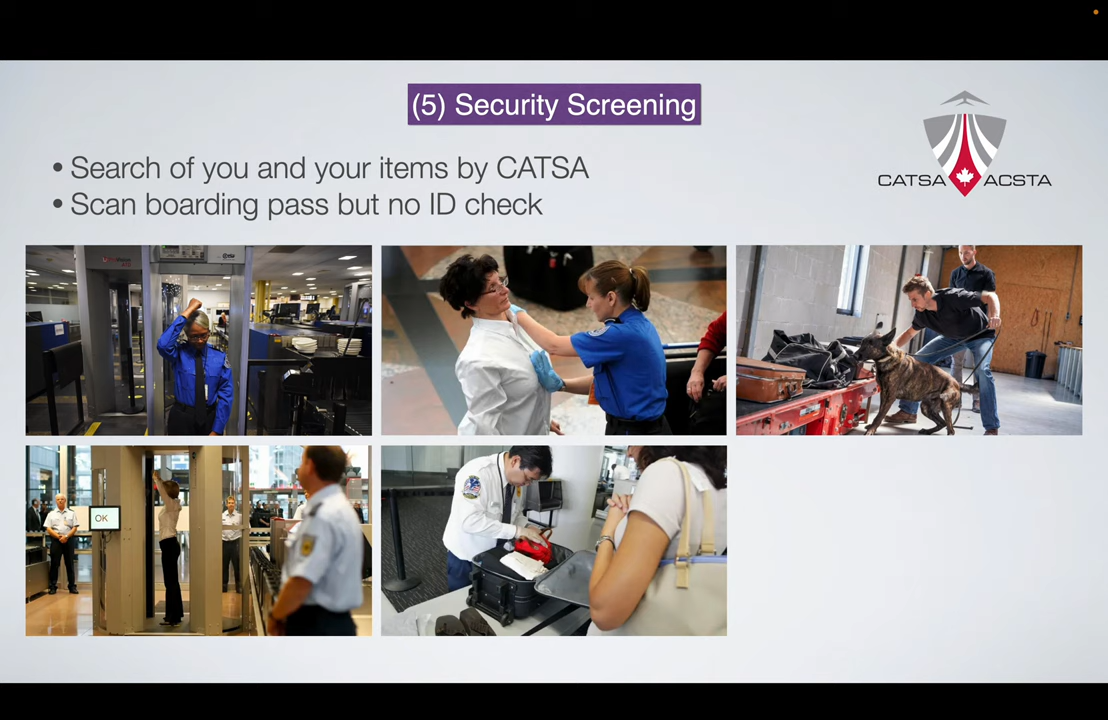 (5) Security Screening
• Search of you and your items by CATSA
• Scan boarding pass but no ID check
CATSA ACSTA
OK